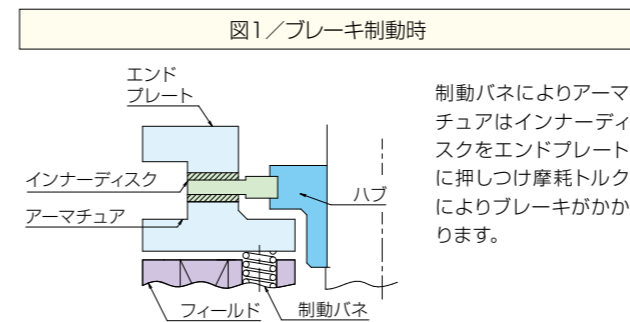 図1／ブレーキ制動時
エンド
プレート
インナーディスク
アーマチュア
ハブ
フィールド
制動バネ
制動バネによりアーマ
チュアはインナーディ
スクをエンドプレート
に押しつけ摩耗トルク
によりブレーキがかか
ります。